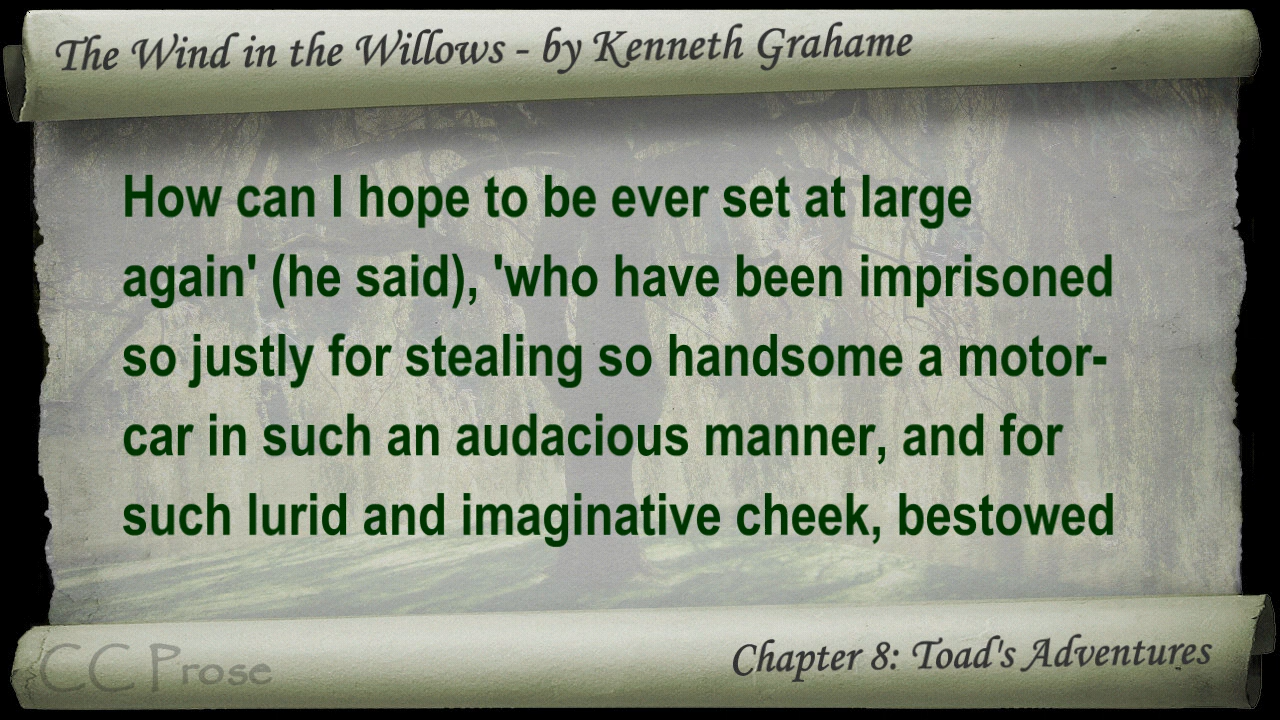 The Wind in the Willows - by Kenneth Grahame
How can I hope to be ever set at large
again' (he said), 'who have been imprisoned
so justly for stealing so handsome a motor-
car in such an audacious manner, and for
such lurid and imaginative cheek, bestowed
CC Prose
Chapter 8: Toad's Adventures